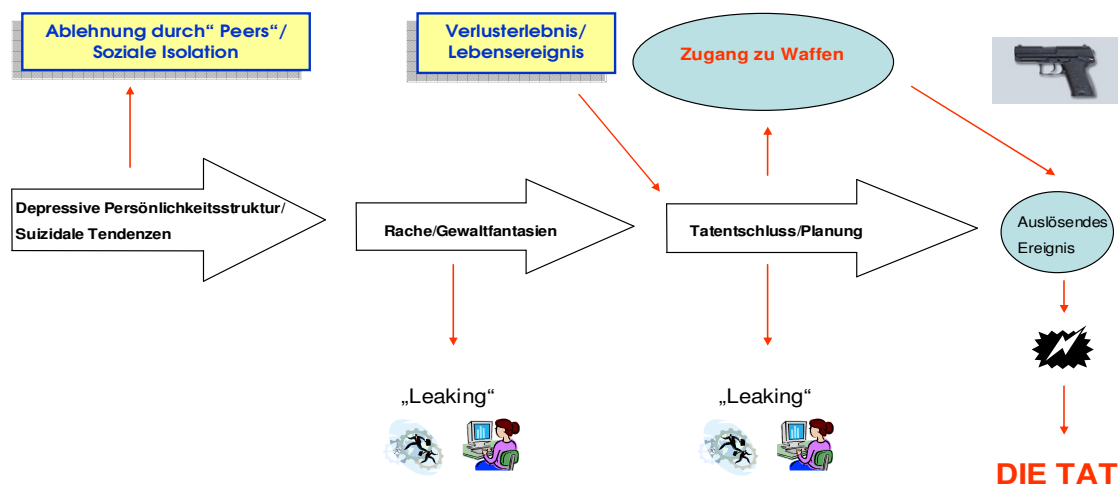 Ablehnung durch“ Peers“/
Soziale Isolation
Verlusterlebnis/
Lebensereignis
Zugang zu Waffen
Depressive Persönlichkeitsstruktur/
Suizidale Tendenzen
Rache/Gewaltfantasien
Tatentschluss/Planung
Auslösendes
Ereignis
„Leaking“
„Leaking“
DIE TAT